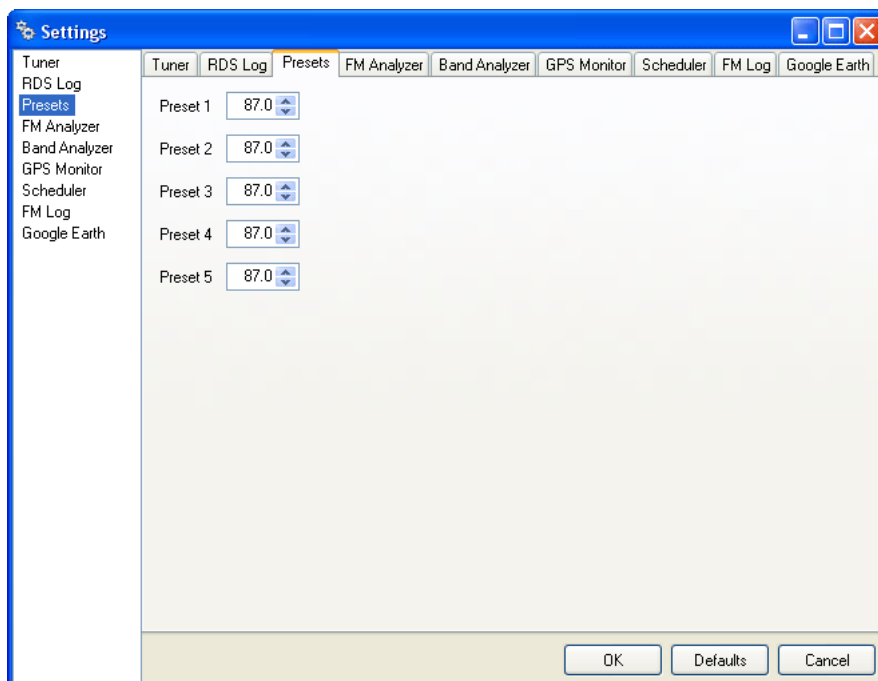 Settings
Tuner
RDS Log
Presets
FM Analyzer
Band Analyzer
GPS Monitor
Scheduler
FM Log
Google Earth
Tuner RDS Log Presets FM Analyzer Band Analyzer GPS Monitor Scheduler FM Log Google Earth
Preset 1 87.0
Preset 2 87.0
Preset 3 87.0
Preset 4 87.0
Preset 5 87.0
OK Defaults Cancel